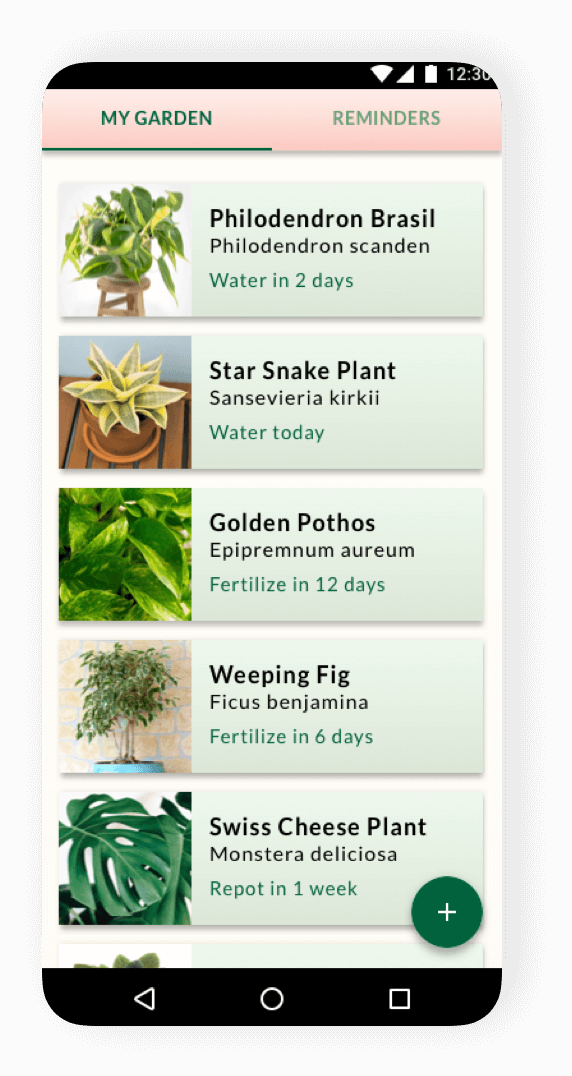 12:30
MY GARDEN
REMINDERS
Philodendron Brasil
Philodendron scanden
Water in 2 days
Star Snake Plant
Sansevieria kirkii
Water today
Golden Pothos
Epipremnum aureum
Fertilize in 12 days
Weeping Fig
Ficus benjamina
Fertilize in 6 days
Swiss Cheese Plant
Monstera deliciosa
Repot in 1 week
+